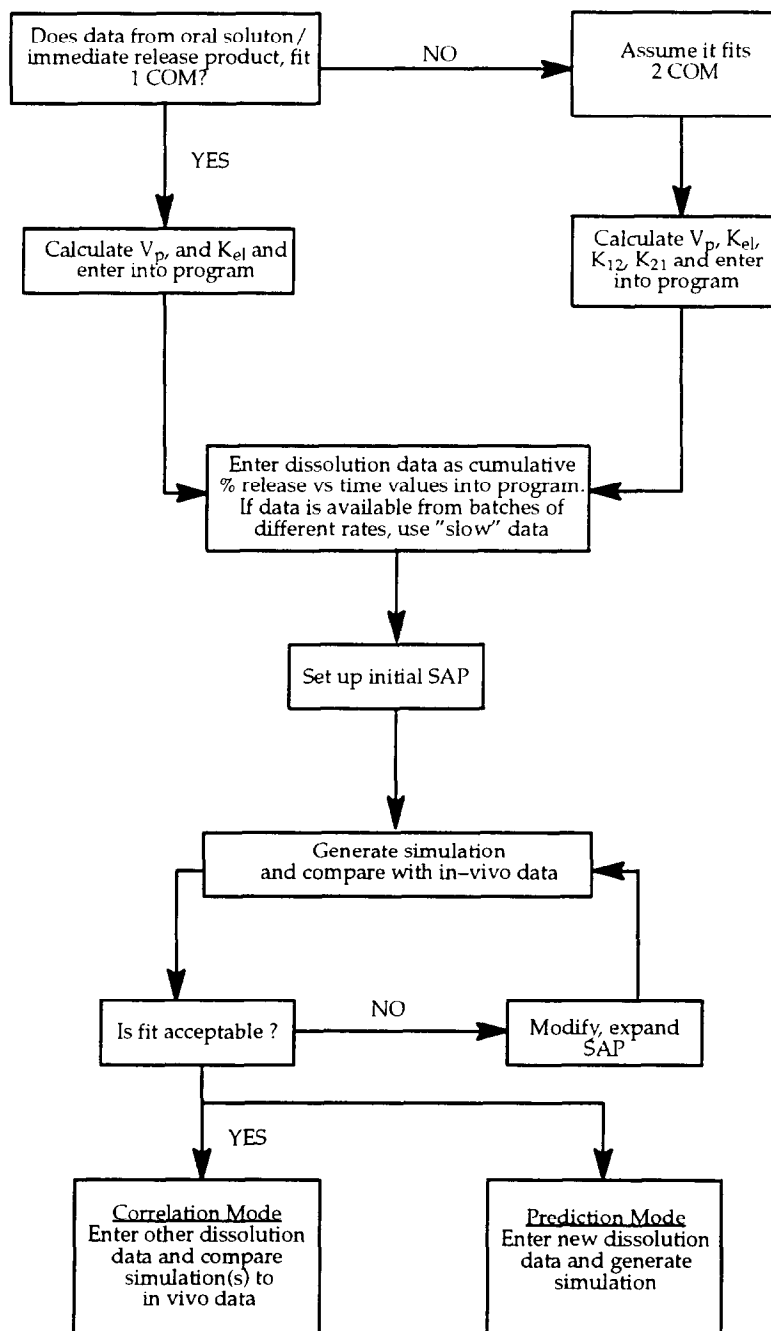 Does data from oral soluton/
immediate release product, fit
1 COM?
NO
Assume it fits
2 COM
YES
Calculate Vp, and Kel and
enter into program
Calculate Vp, Kel,
K12, K21 and enter
into program
Enter dissolution data as cumulative
% release vs time values into program.
If data is available from batches of
different rates, use "slow" data
Set up initial SAP
Generate simulation
and compare with in-vivo data
Is fit acceptable ?
NO
Modify, expand
SAP
YES
Correlation Mode
Enter other dissolution
data and compare
simulation(s) to
in vivo data
Prediction Mode
Enter new dissolution
data and generate
simulation